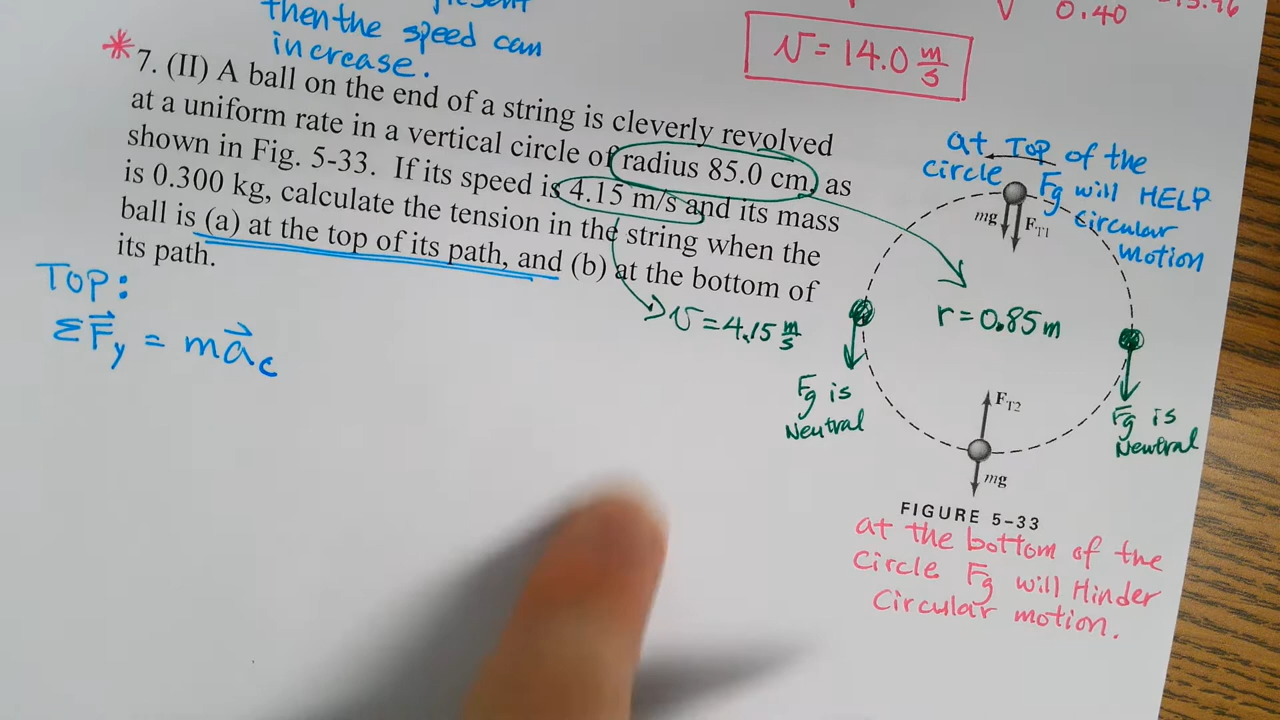 then the speed can
increase.
0.40
v = 14.0 m/s
*7. (II) A ball on the end of a string is cleverly revolved
at a uniform rate in a vertical circle of radius 85.0 cm, as
shown in Fig. 5-33. If its speed is 4.15 m/s and its mass
is 0.300 kg, calculate the tension in the string when the
ball is (a) at the top of its path, and (b) at the bottom of
its path.
TOP:
ΣF⃗y = ma⃗c
v = 4.15 m/s
at TOP of the
circle Fg will HELP
circular
motion
mg
FT1
r = 0.85m
Fg is
Neutral
Fg is
Neutral
FT2
mg
FIGURE 5-33
at the bottom of the
Circle Fg will Hinder
Circular motion.